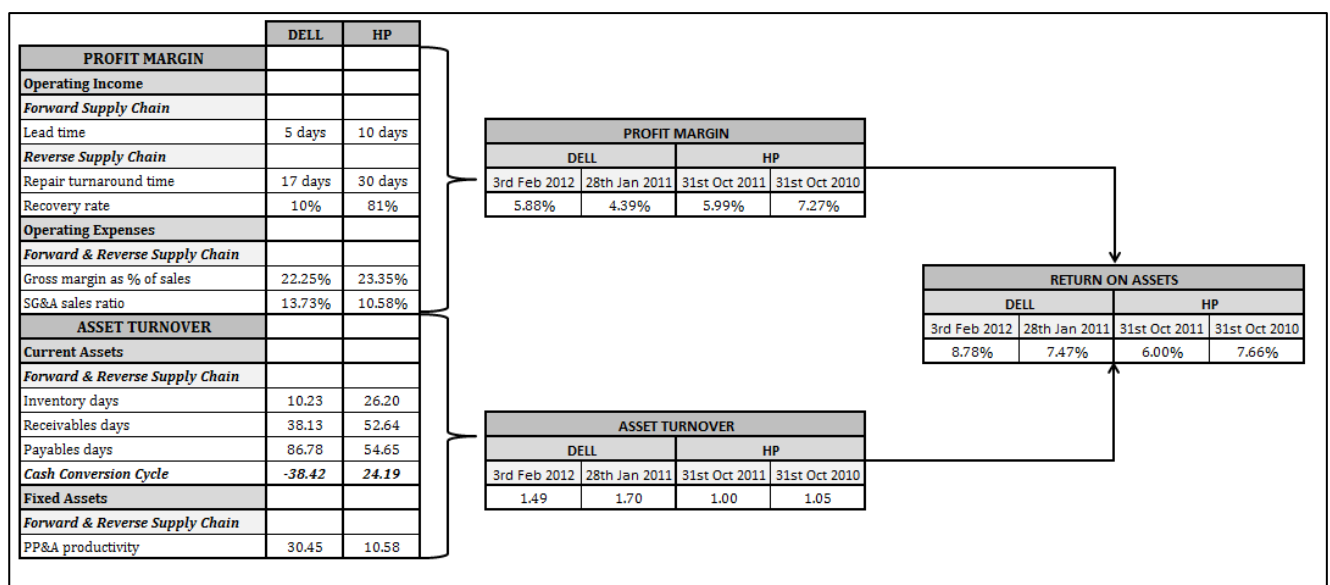 DELL HP
PROFIT MARGIN
Operating Income
Forward Supply Chain
Lead time 5 days 10 days
Reverse Supply Chain
Repair turnaround time 17 days 30 days
Recovery rate 10% 81%
Operating Expenses
Forward & Reverse Supply Chain
Gross margin as % of sales 22.25% 23.35%
SG&A sales ratio 13.73% 10.58%
ASSET TURNOVER
Current Assets
Forward & Reverse Supply Chain
Inventory days 10.23 26.20
Receivables days 38.13 52.64
Payables days 86.78 54.65
Cash Conversion Cycle -38.42 24.19
Fixed Assets
Forward & Reverse Supply Chain
PP&A productivity 30.45 10.58
PROFIT MARGIN
DELL HP
3rd Feb 2012 28th Jan 2011 31st Oct 2011 31st Oct 2010
5.88% 4.39% 5.99% 7.27%
ASSET TURNOVER
DELL HP
3rd Feb 2012 28th Jan 2011 31st Oct 2011 31st Oct 2010
1.49 1.70 1.00 1.05
RETURN ON ASSETS
DELL HP
3rd Feb 2012 28th Jan 2011 31st Oct 2011 31st Oct 2010
8.78% 7.47% 6.00% 7.66%